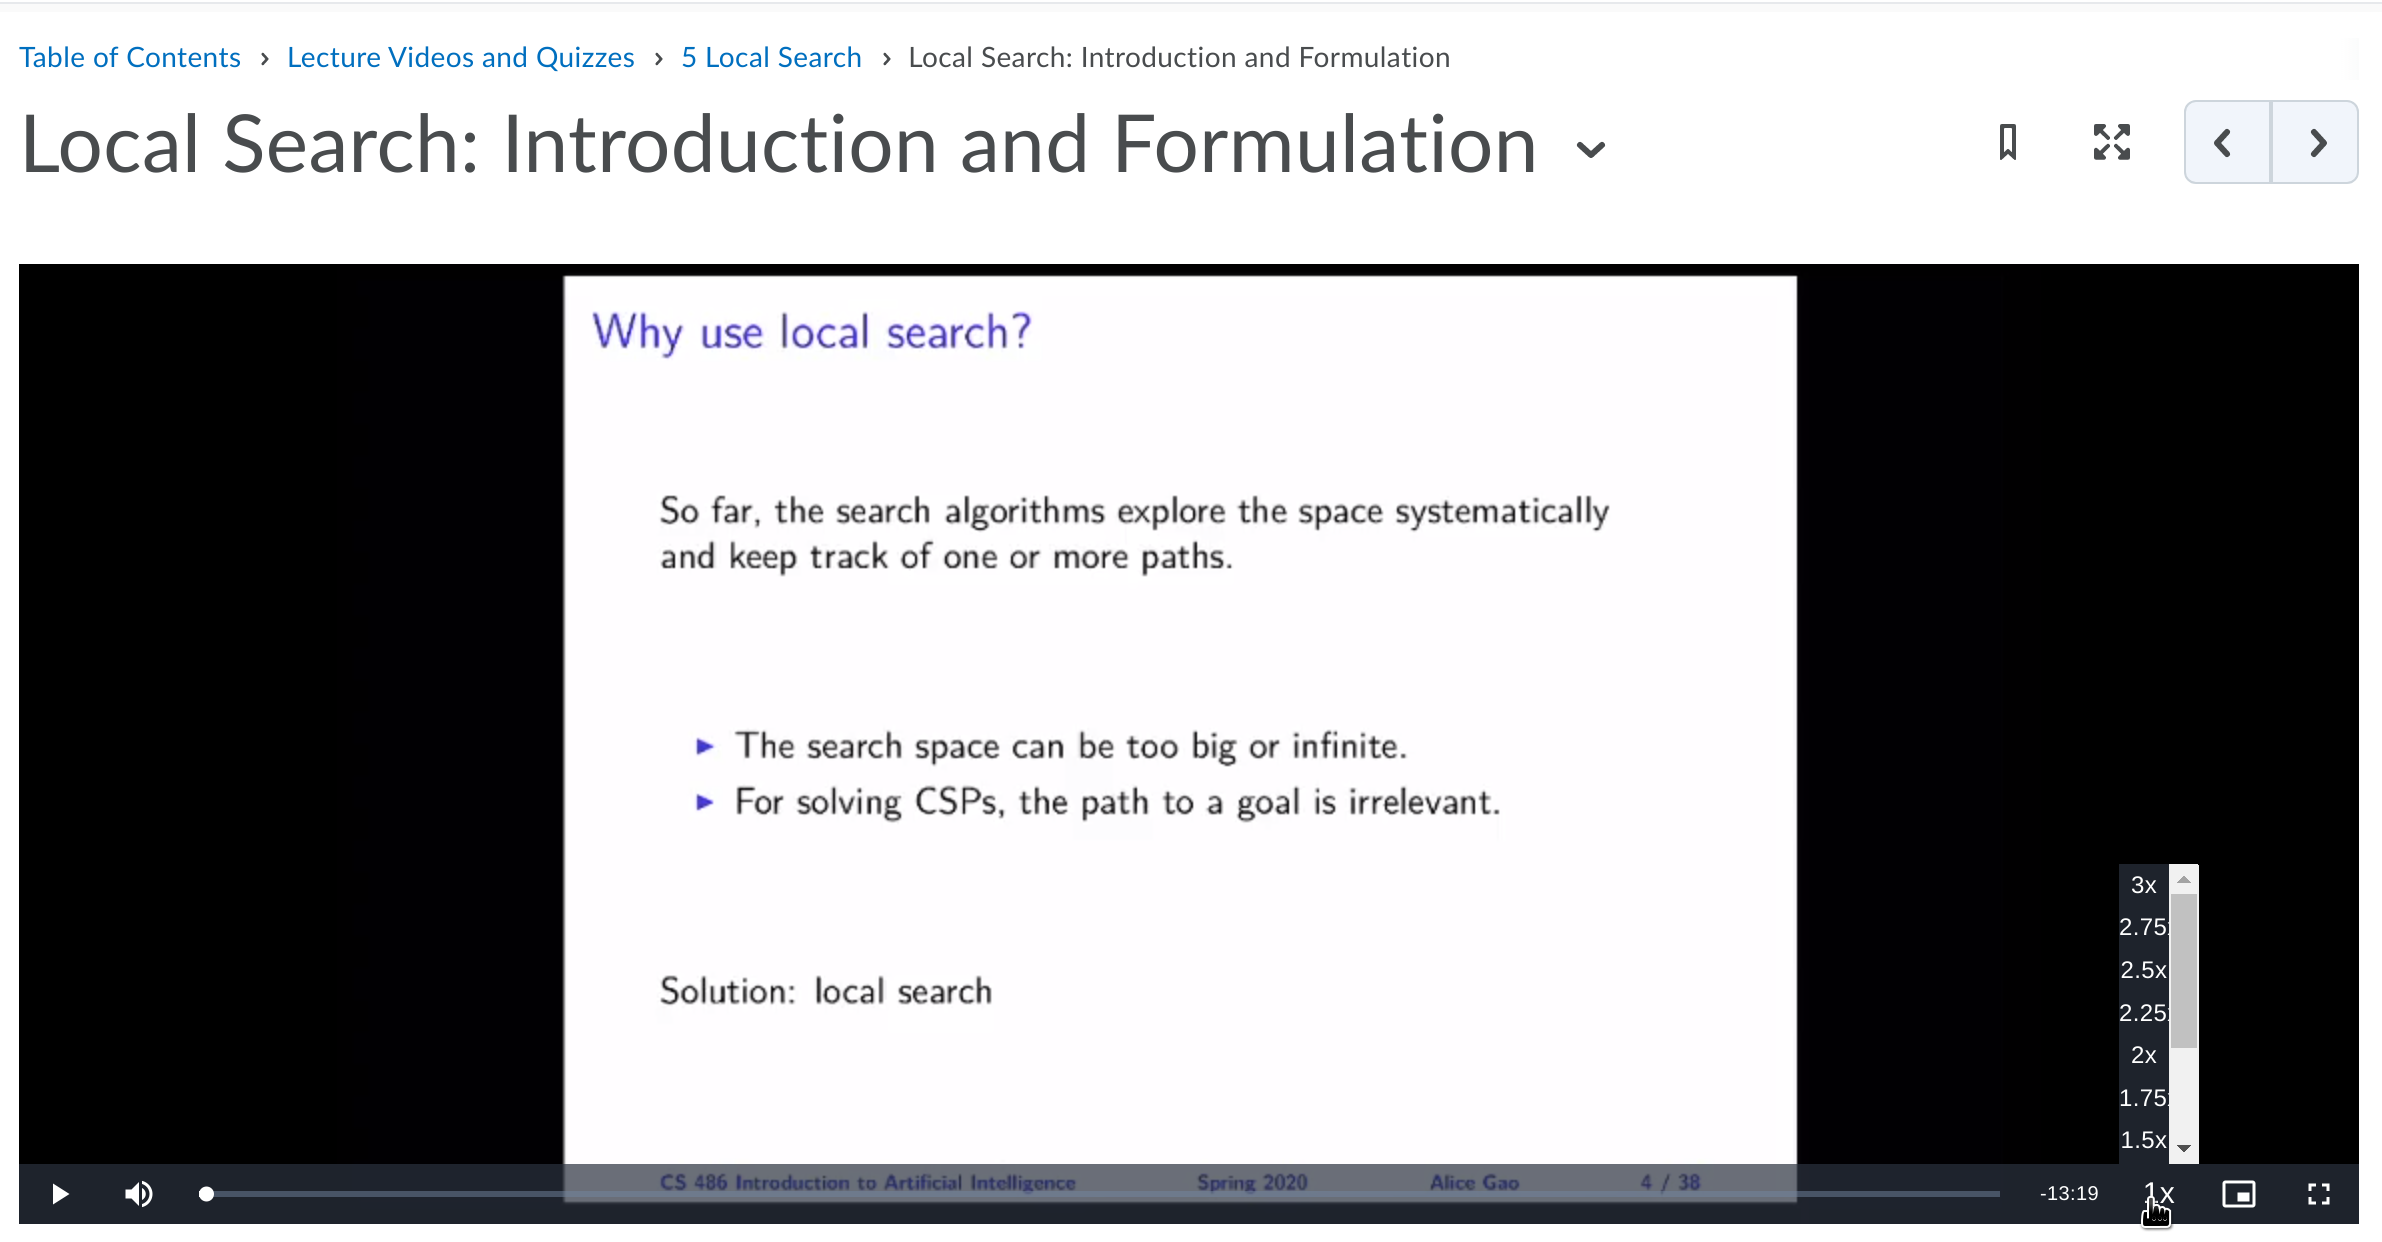 Table of Contents › Lecture Videos and Quizzes › 5 Local Search › Local Search: Introduction and Formulation
Local Search: Introduction and Formulation
Why use local search?
So far, the search algorithms explore the space systematically
and keep track of one or more paths.
▶ The search space can be too big or infinite.
▶ For solving CSPs, the path to a goal is irrelevant.
Solution: local search
3x
2.75x
2.5x
2.25x
2x
1.75x
1.5x
CS 486 Introduction to Artificial Intelligence Spring 2020 Alice Gao 4 / 38
-13:19 1x